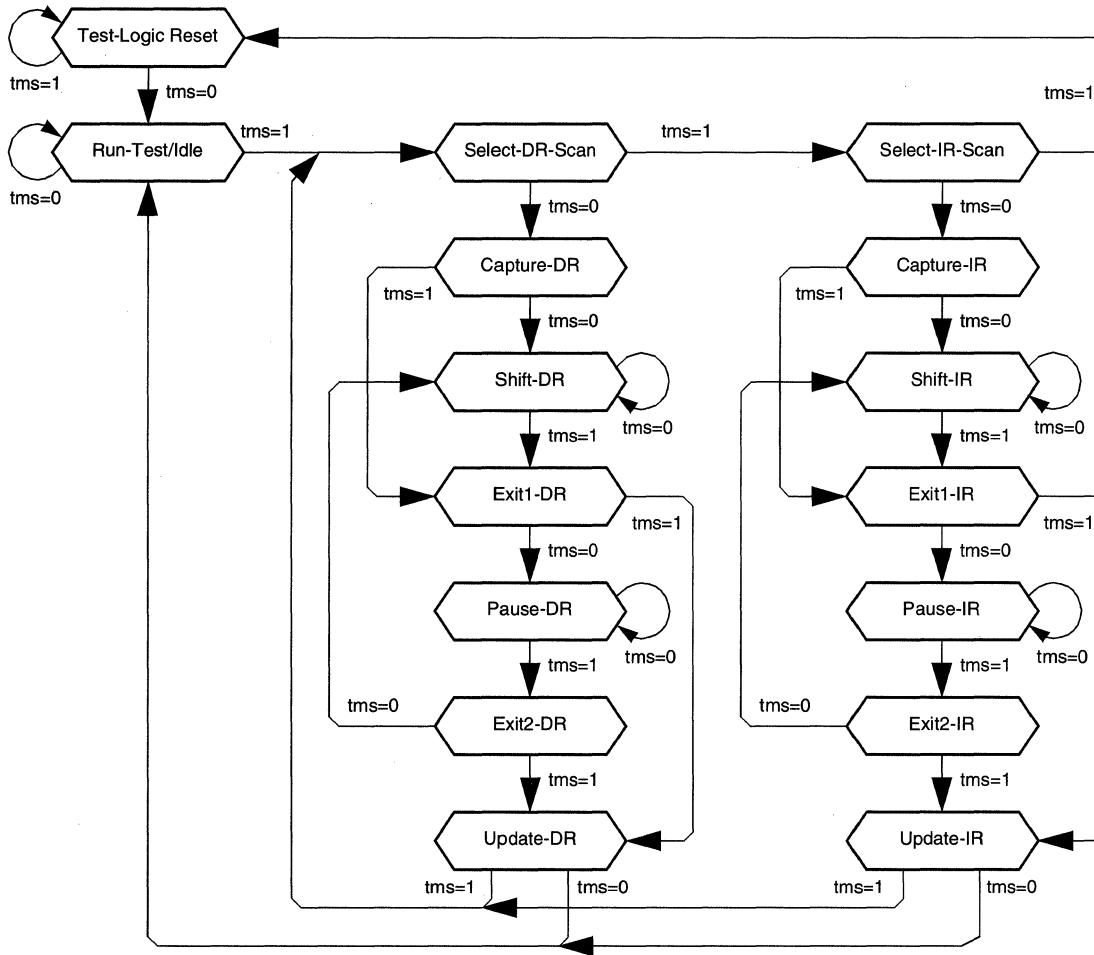 Test-Logic Reset
tms=1
tms=0
tms=1
Run-Test/Idle
tms=1
Select-DR-Scan
tms=1
Select-IR-Scan
tms=0
tms=0
tms=0
Capture-DR
Capture-IR
tms=1
tms=1
tms=0
tms=0
Shift-DR
Shift-IR
tms=0
tms=0
tms=1
tms=1
Exit1-DR
Exit1-IR
tms=1
tms=1
tms=0
tms=0
Pause-DR
Pause-IR
tms=0
tms=0
tms=1
tms=1
tms=0
Exit2-DR
tms=0
Exit2-IR
tms=1
tms=1
Update-DR
Update-IR
tms=1
tms=0
tms=1
tms=0